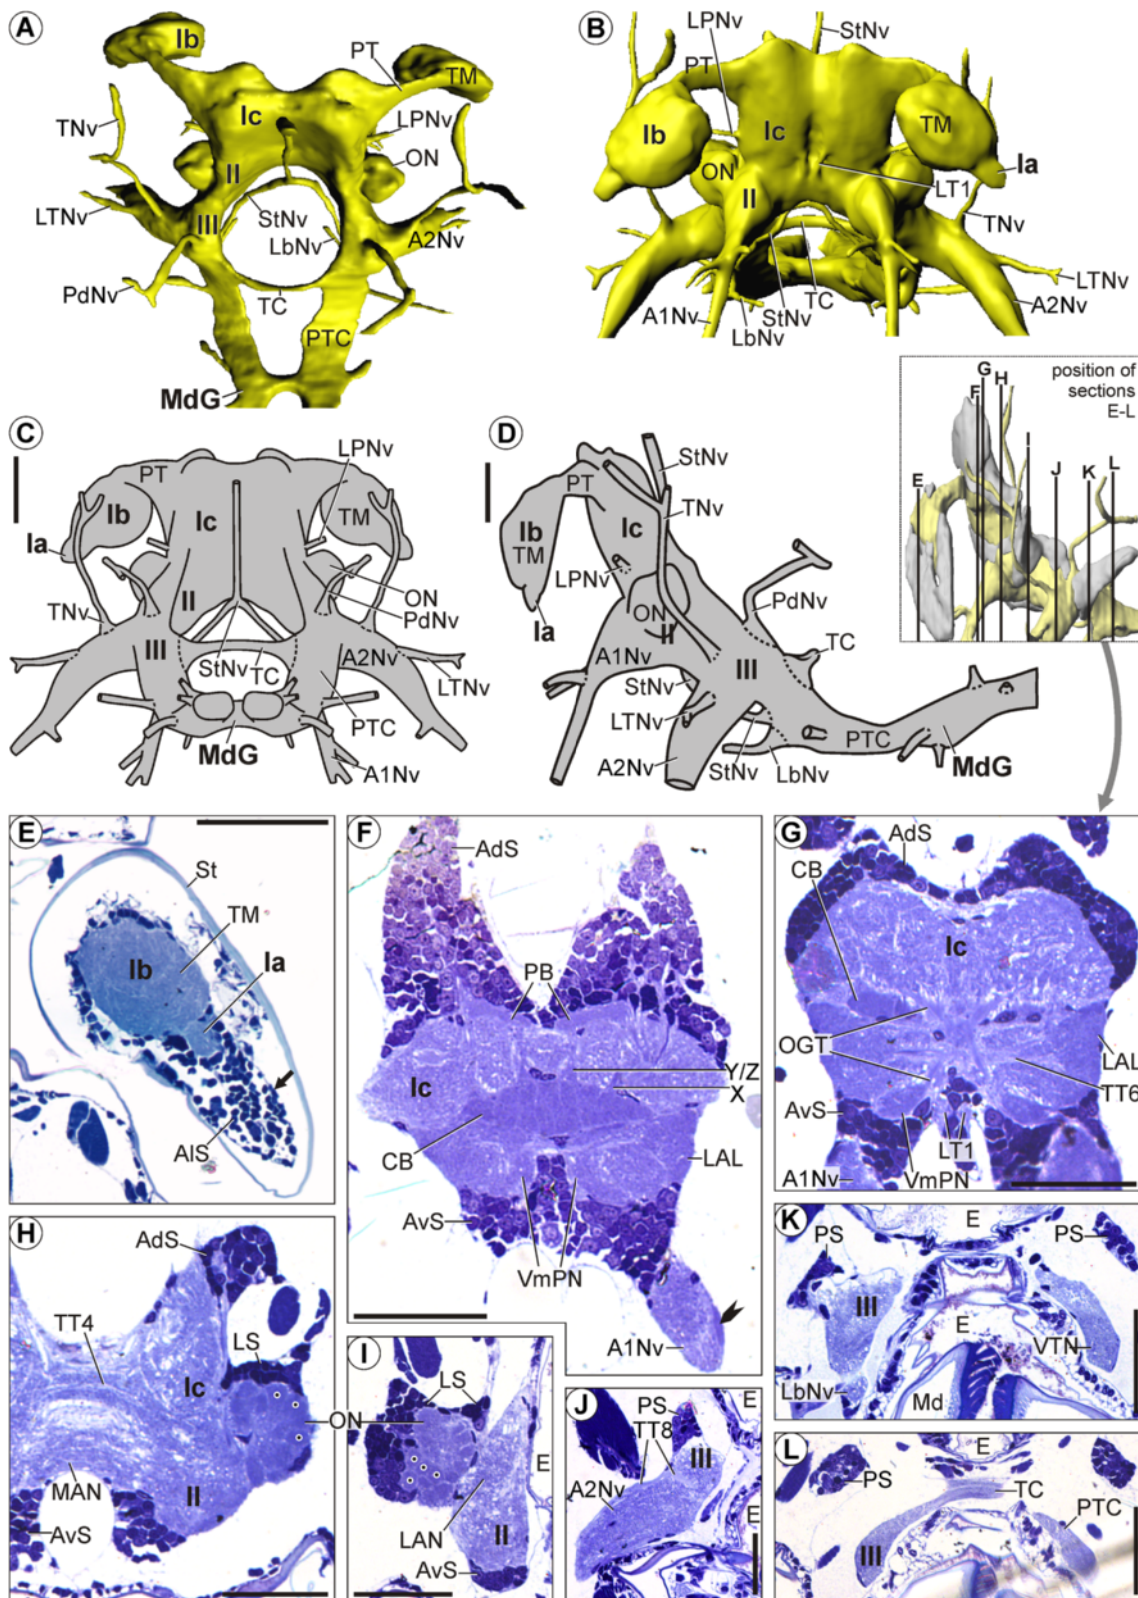 A
Ib
PT
TM
Ic
TNv
LPNv
ON
II
LTNv
III
StNv
LbNv
A2Nv
PdNv
TC
PTC
MdG
B
LPNv
StNv
PT
Ib
Ic
TM
ON
Ia
LT1
II
TNv
LTNv
A1Nv
LbNv
StNv
TC
A2Nv
position of
sections
E-L
G
F
H
I
J
K
L
E
C
LPNv
PT
Ib
Ic
TM
Ia
ON
II
PdNv
TNv
III
StNv
TC
A2Nv
LTNv
PTC
MdG
A1Nv
D
StNv
PT
TNv
Ib
Ic
TM
LPNv
Ia
ON
II
PdNv
A1Nv
TC
StNv
III
LTNv
A2Nv
StNv
LbNv
PTC
MdG
E
St
TM
Ib
Ia
AlS
F
AdS
PB
Ic
Y/Z
X
CB
LAL
AvS
VmPN
A1Nv
G
AdS
CB
Ic
OGT
LAL
TT6
AvS
LT1
A1Nv
VmPN
H
AdS
TT4
LS
Ic
ON
MAN
II
AvS
I
LS
E
LAN
II
AvS
J
PS
E
TT8
III
A2Nv
E
K
E
PS
PS
III
E
VTN
LbNv
Md
L
E
PS
TC
PTC
III